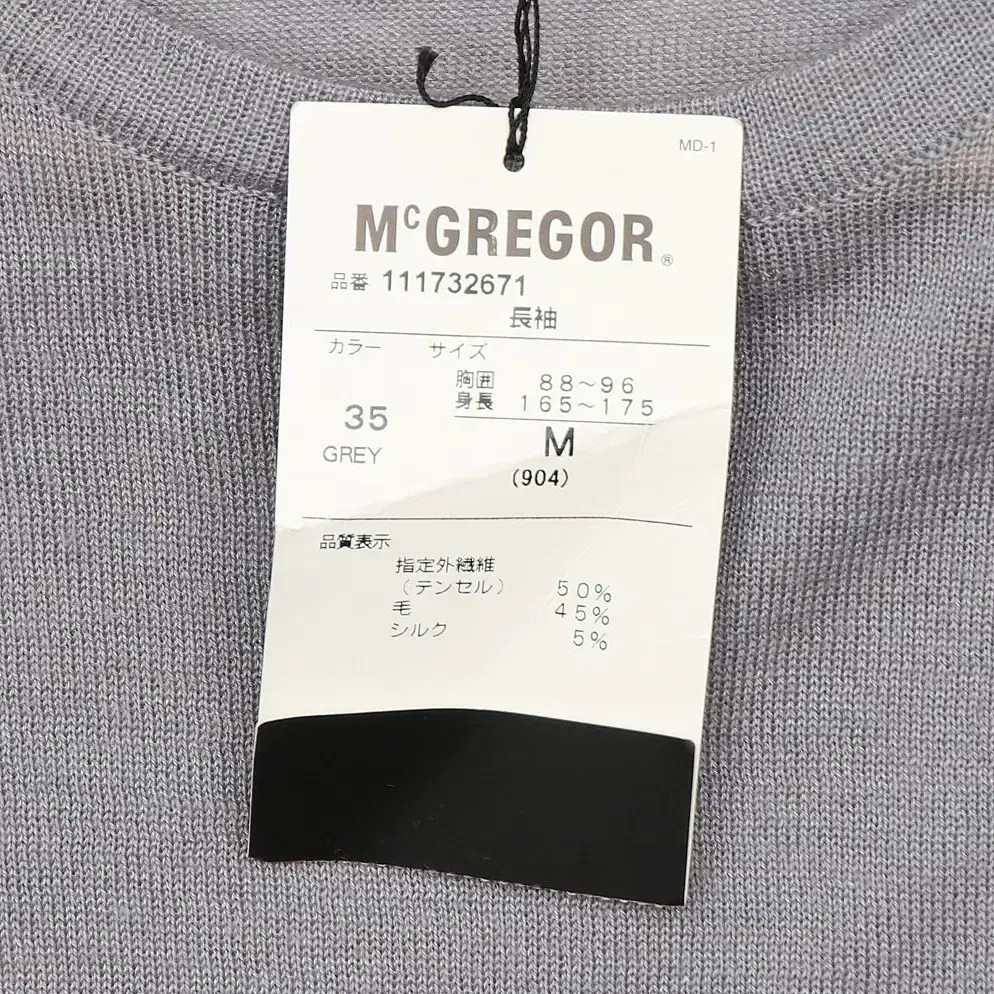 MD-1
McGREGOR®
品番 111732671
長袖
カラー サイズ
胸囲 88~96
身長 165~175
35 M
GREY (904)
品質表示
指定外繊維
(テンセル) 50%
毛 45%
シルク 5%